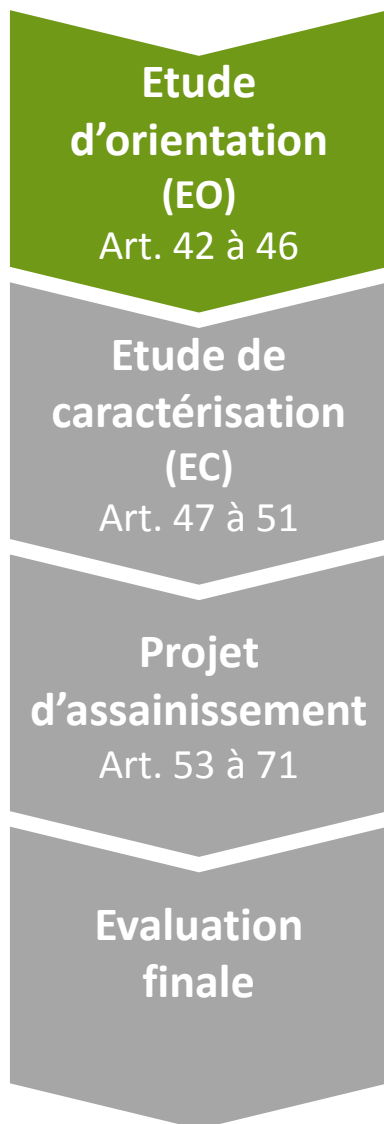 Etude
d’orientation
(EO)
Art. 42 à 46
Etude de
caractérisation
(EC)
Art. 47 à 51
Projet
d’assainissement
Art. 53 à 71
Evaluation
finale